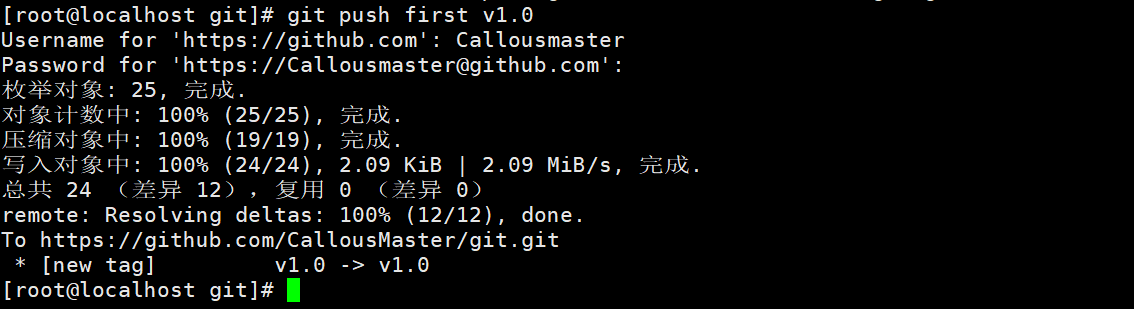 [root@localhost git]# git push first v1.0
Username for 'https://github.com': Callousmaster
Password for 'https://Callousmaster@github.com':
枚举对象: 25, 完成.
对象计数中: 100% (25/25), 完成.
压缩对象中: 100% (19/19), 完成.
写入对象中: 100% (24/24), 2.09 KiB | 2.09 MiB/s, 完成.
总共 24 （差异 12），复用 0 （差异 0）
remote: Resolving deltas: 100% (12/12), done.
To https://github.com/CallousMaster/git.git
 * [new tag]         v1.0 -> v1.0
[root@localhost git]#